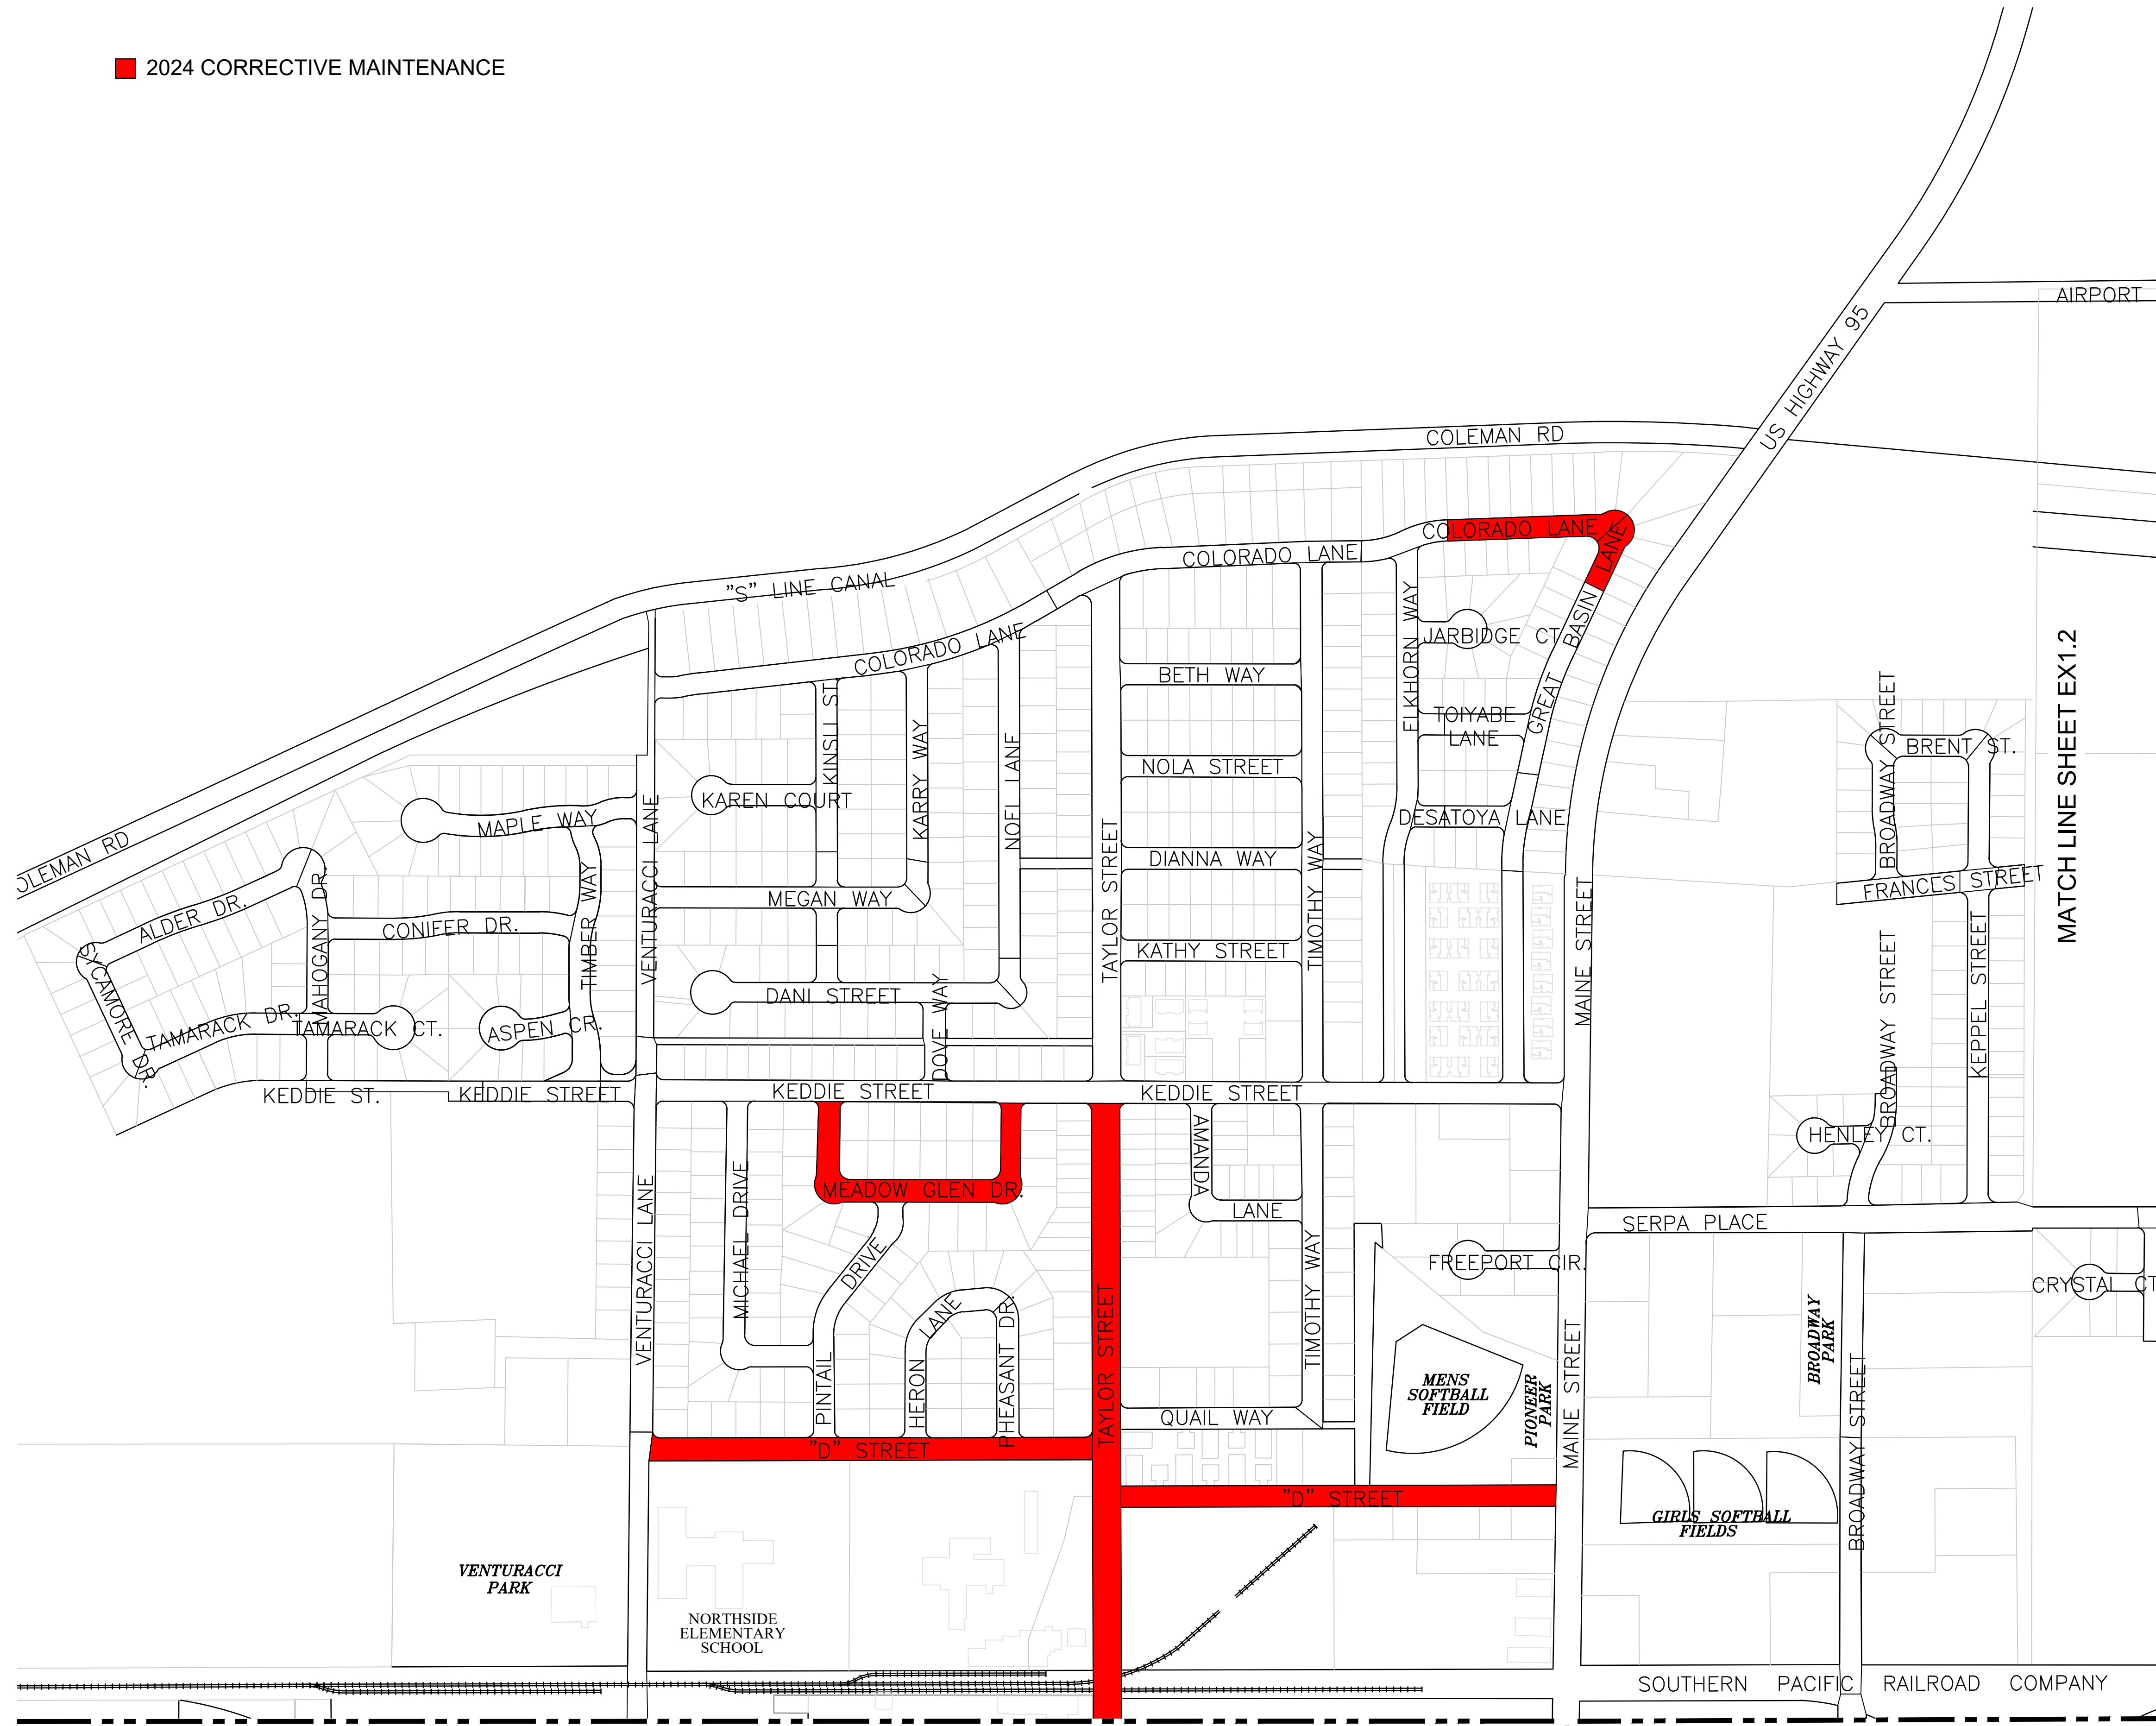 2024 CORRECTIVE MAINTENANCE
AIRPORT
US HIGHWAY 95
COLEMAN RD
COLORADO LANE
LANE
COLORADO LANE
"S" LINE CANAL
GREAT BASIN
ELKHORN WAY
JARBIDGE CT
COLORADO LANE
MATCH LINE SHEET EX1.2
BETH WAY
KINSLI ST
KARRY WAY
NOEL LANE
TOIYABE
LANE
BROADWAY STREET
BRENT ST.
NOLA STREET
KAREN COURT
MAPLE WAY
VENTURACCI LANE
TAYLOR STREET
DESATOYA LANE
OLEMAN RD
DIANNA WAY
TIMOTHY WAY
FRANCES STREET
MAHOGANY DR.
TIMBER WAY
MEGAN WAY
MAINE STREET
ALDER DR.
CONIFER DR.
KATHY STREET
BROADWAY STREET
KEPPEL STREET
SYCAMORE DR.
DANI STREET
DOVE WAY
TAMARACK DR.
TAMARACK CT.
ASPEN CR.
KEDDIE ST.
KEDDIE STREET
KEDDIE STREET
KEDDIE STREET
AMANDA
LANE
HENLEY CT.
MEADOW GLEN DR.
MICHAEL DRIVE
VENTURACCI LANE
SERPA PLACE
DRIVE
PINTAIL
LANE
HERON
PHEASANT DR.
TAYLOR STREET
TIMOTHY WAY
FREEPORT CIR.
CRYSTAL CT
BROADWAY
PARK
MENS
SOFTBALL
FIELD
PIONEER
PARK
MAINE STREET
BROADWAY STREET
QUAIL WAY
"D" STREET
"D" STREET
GIRLS SOFTBALL
FIELDS
VENTURACCI
PARK
NORTHSIDE
ELEMENTARY
SCHOOL
SOUTHERN PACIFIC RAILROAD COMPANY